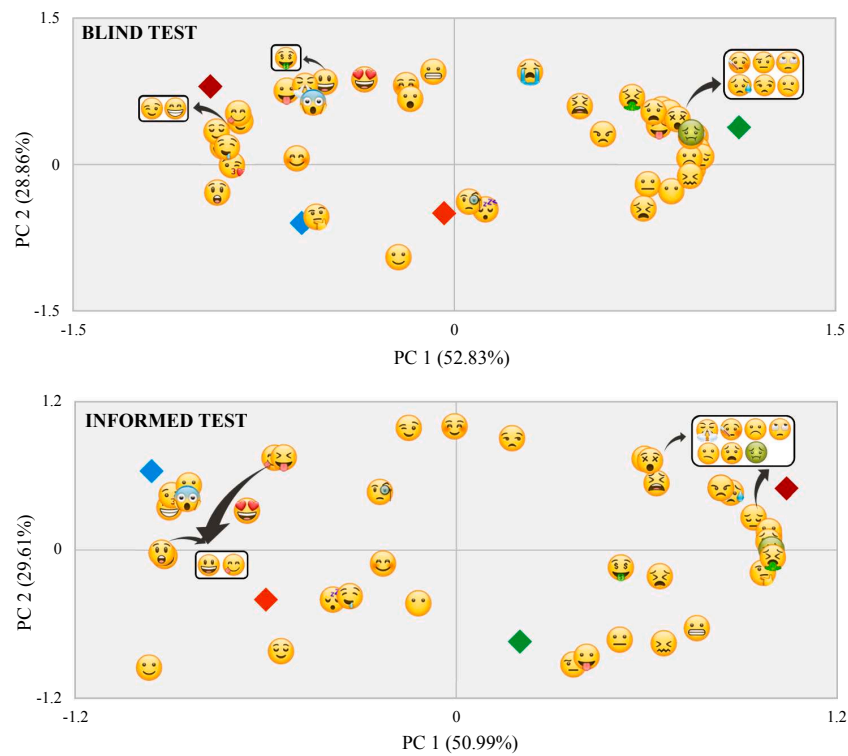 1.5
BLIND TEST
PC 2 (28.86%)
0
-1.5
-1.5
0
1.5
PC 1 (52.83%)
1.2
INFORMED TEST
PC 2 (29.61%)
0
-1.2
-1.2
0
1.2
PC 1 (50.99%)